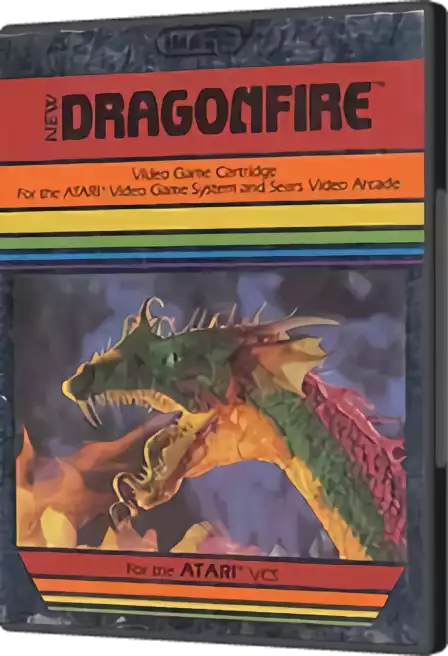 IMAGIC
NEW
DRAGONFIRE™
Video Game Cartridge
For the ATARI® Video Game System and Sears Video Arcade
For the ATARI® VCS